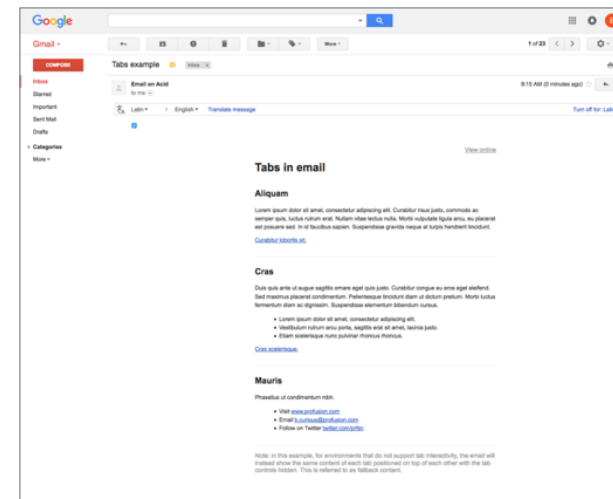 Google
Gmail
More
1 of 23
COMPOSE
Tabs example
Inbox x
Inbox
Starred
Important
Sent Mail
Drafts
Categories
More
Email on Acid
to me
9:15 AM (0 minutes ago)
Latin
English
Translate message
Turn off for: Latin
View online
Tabs in email
Aliquam
Lorem ipsum dolor sit amet, consectetur adipiscing elit. Curabitur risus justo, commodo ac
semper quis, luctus rutrum erat. Nullam vitae lectus nulla. Morbi vulputate ligula arcu, eu placerat
est posuere sed. In id faucibus sapien. Suspendisse gravida neque at turpis hendrerit tincidunt.
Curabitur lobortis sit.
Cras
Duis quis ante ut augue sagittis ornare eget quis justo. Curabitur congue eu eros eget eleifend.
Sed maximus placerat condimentum. Pellentesque tincidunt diam ut dictum pretium. Morbi luctus
fermentum diam ac dignissim. Suspendisse elementum bibendum cursus.
Lorem ipsum dolor sit amet, consectetur adipiscing elit.
Vestibulum rutrum arcu porta, sagittis erat sit amet, lacinia justo.
Etiam scelerisque nunc pulvinar rhoncus rhoncus.
Cras scelerisque.
Mauris
Phasellus ut condimentum nibh.
Visit www.profusion.com
Email b.curious@profusion.com
Follow on Twitter twitter.com/prfsn
Note: in this example, for environments that do not support tab interactivity, the email will
instead show the same content of each tab positioned on top of each other with the tab
controls hidden. This is referred to as fallback content.